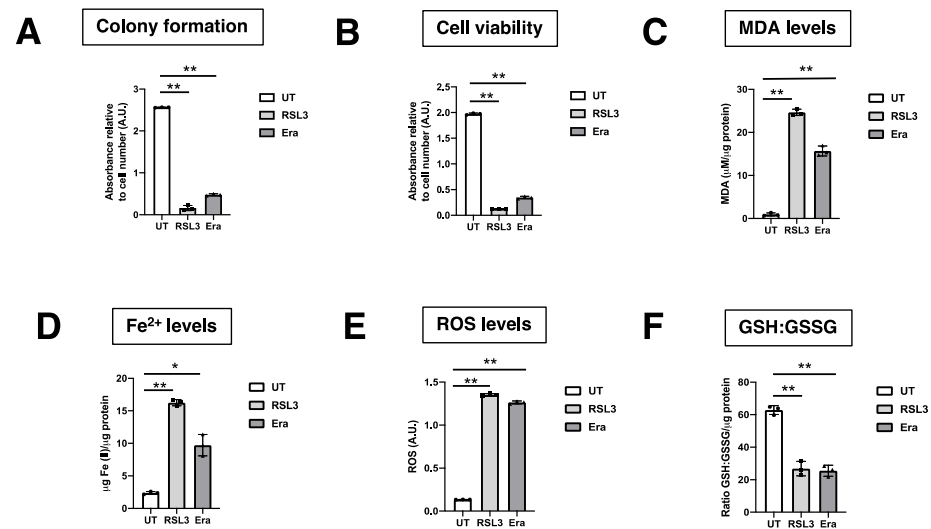 A
Colony formation
**
**
Absorbance relative
to cell number (A.U.)
3
2
1
0
UT RSL3 Era
UT
RSL3
Era
B
Cell viability
**
**
Absorbance relative
to cell number (A.U.)
2.5
2.0
1.5
1.0
0.5
0.0
UT RSL3 Era
UT
RSL3
Era
C
MDA levels
**
**
MDA (uM/µg protein)
30
20
10
0
UT RSL3 Era
UT
RSL3
Era
D
Fe2+ levels
*
**
µg Fe (II)/µg protein
20
15
10
5
0
UT RSL3 Era
UT
RSL3
Era
E
ROS levels
**
**
ROS (A.U.)
1.5
1.0
0.5
0.0
UT RSL3 Era
UT
RSL3
Era
F
GSH:GSSG
**
**
Ratio GSH:GSSG/µg protein
80
60
40
20
0
UT RSL3 Era
UT
RSL3
Era